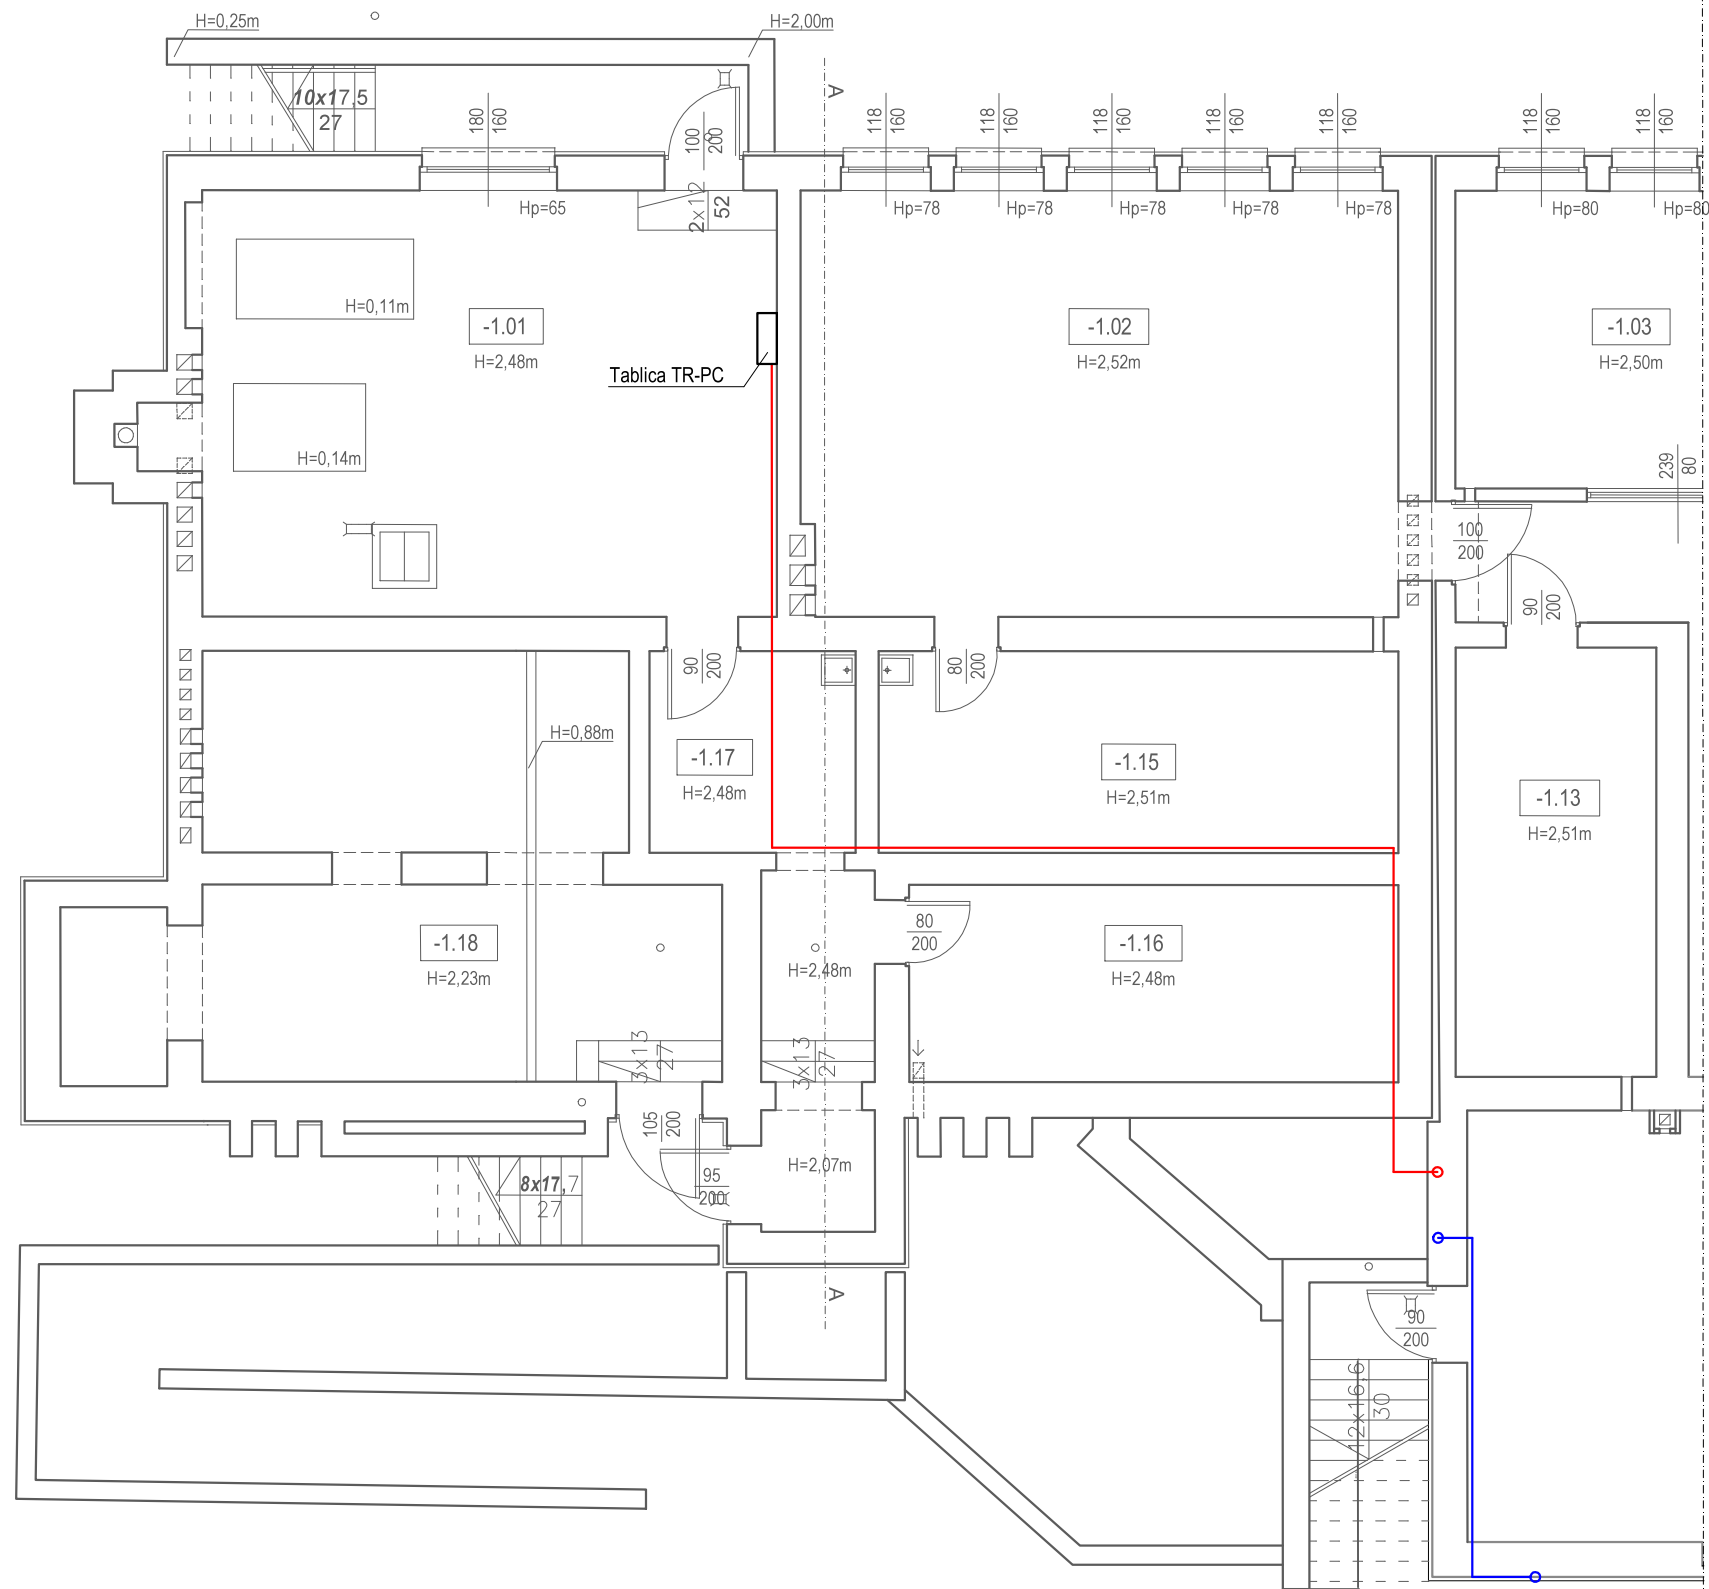 H=0,25m
H=2,00m
10x17,5
27
180
160
100
200
A
118
160
118
160
118
160
118
160
118
160
118
160
118
160
Hp=65
2x12
52
Hp=78
Hp=78
Hp=78
Hp=78
Hp=78
Hp=80
Hp=80
H=0,11m
-1.01
H=2,48m
Tablica TR-PC
-1.02
H=2,52m
-1.03
H=2,50m
H=0,14m
239
80
100
200
90
200
90
200
80
200
H=0,88m
-1.17
H=2,48m
-1.15
H=2,51m
-1.13
H=2,51m
-1.18
H=2,23m
H=2,48m
80
200
-1.16
H=2,48m
3x13
27
3x13
27
105
200
95
200
H=2,07m
8x17,7
27
A
90
200
12x16,6
30